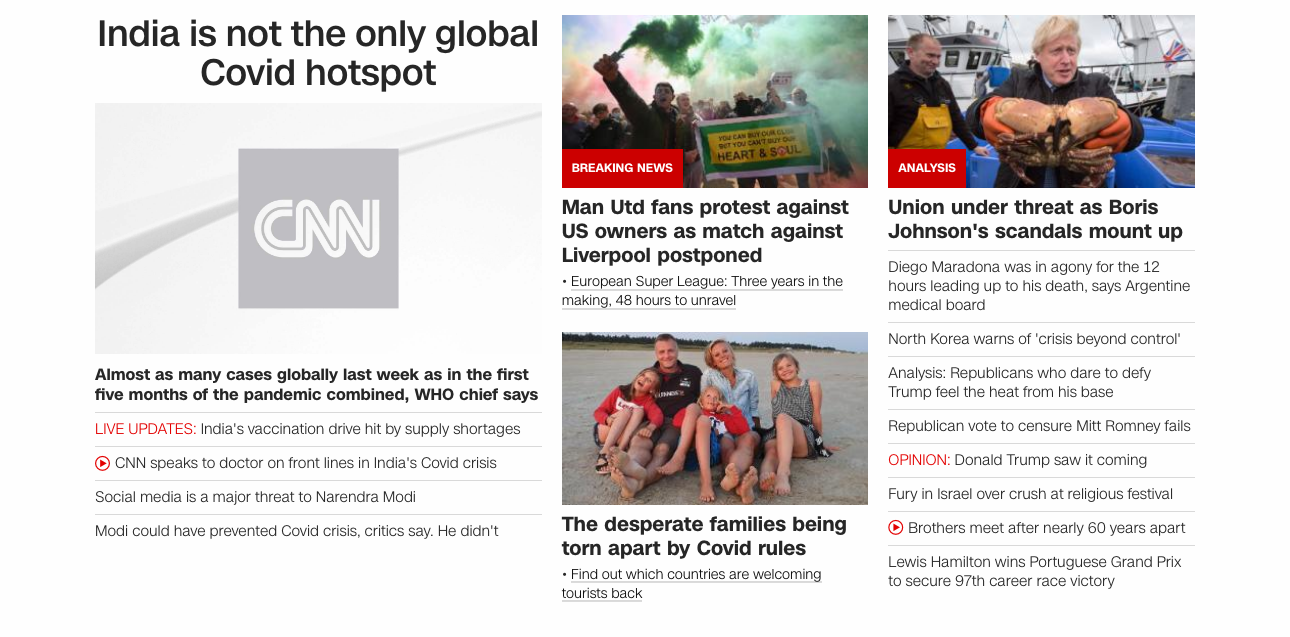 India is not the only global
Covid hotspot
CNN
Almost as many cases globally last week as in the first
five months of the pandemic combined, WHO chief says
LIVE UPDATES: India's vaccination drive hit by supply shortages
CNN speaks to doctor on front lines in India's Covid crisis
Social media is a major threat to Narendra Modi
Modi could have prevented Covid crisis, critics say. He didn't
YOU CAN BUY OUR CLUB
BUT YOU CAN'T BUY OUR
HEART & SOUL
BREAKING NEWS
Man Utd fans protest against
US owners as match against
Liverpool postponed
• European Super League: Three years in the
making, 48 hours to unravel
The desperate families being
torn apart by Covid rules
• Find out which countries are welcoming
tourists back
ANALYSIS
Union under threat as Boris
Johnson's scandals mount up
Diego Maradona was in agony for the 12
hours leading up to his death, says Argentine
medical board
North Korea warns of 'crisis beyond control'
Analysis: Republicans who dare to defy
Trump feel the heat from his base
Republican vote to censure Mitt Romney fails
OPINION: Donald Trump saw it coming
Fury in Israel over crush at religious festival
Brothers meet after nearly 60 years apart
Lewis Hamilton wins Portuguese Grand Prix
to secure 97th career race victory